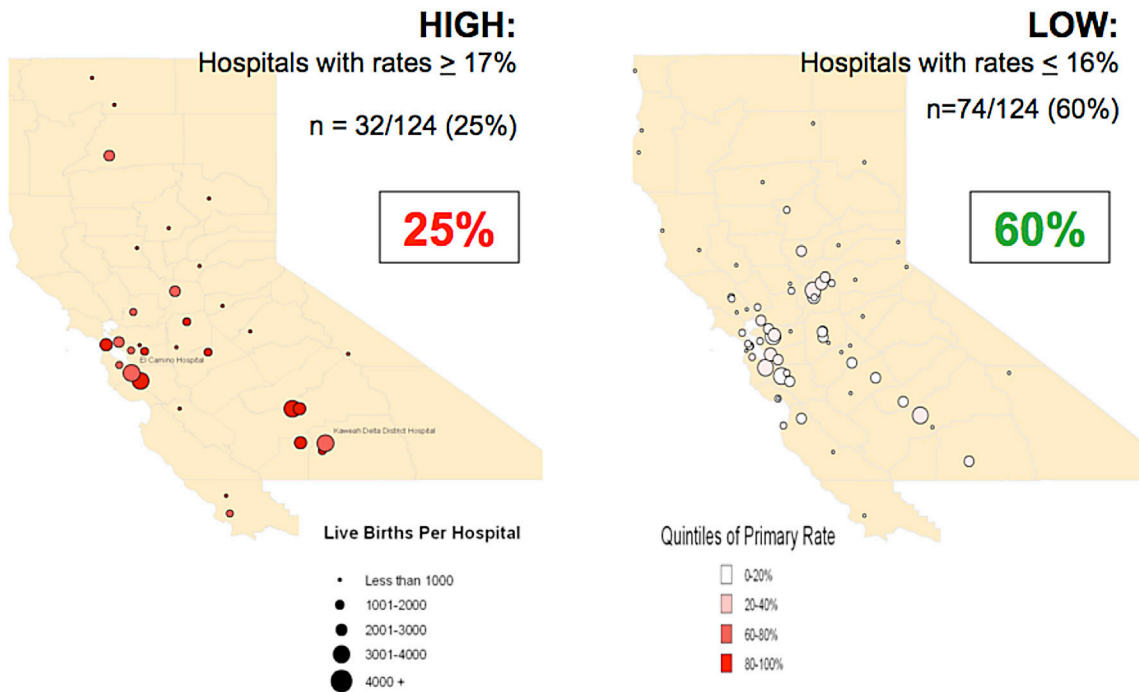 HIGH:
Hospitals with rates ≥ 17%
n = 32/124 (25%)
25%
El Camino Hospital
Kaweah Delta District Hospital
Live Births Per Hospital
Less than 1000
1001-2000
2001-3000
3001-4000
4000 +
LOW:
Hospitals with rates ≤ 16%
n=74/124 (60%)
60%
Quintiles of Primary Rate
0-20%
20-40%
60-80%
80-100%